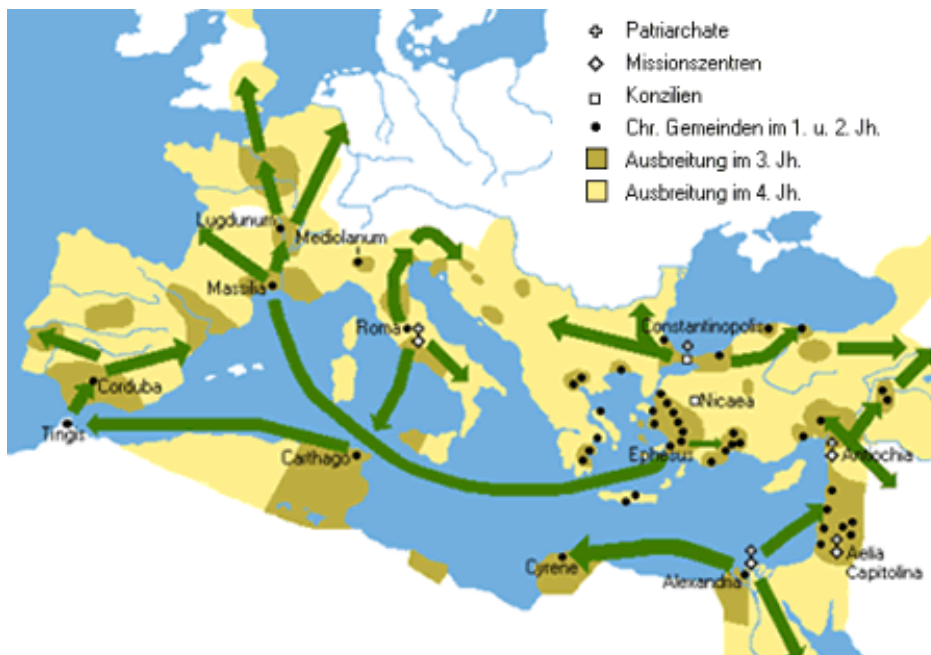 Patriarchate
Missionszentren
Konzilien
Chr. Gemeinden im 1. u. 2. Jh.
Ausbreitung im 3. Jh.
Ausbreitung im 4. Jh.
Lugdunum
Mediolanum
Massilia
Roma
Constantinopolis
Corduba
Nicaea
Tingis
Carthago
Ephesus
Antiochia
Cyrene
Alexandria
Aelia
Capitolina